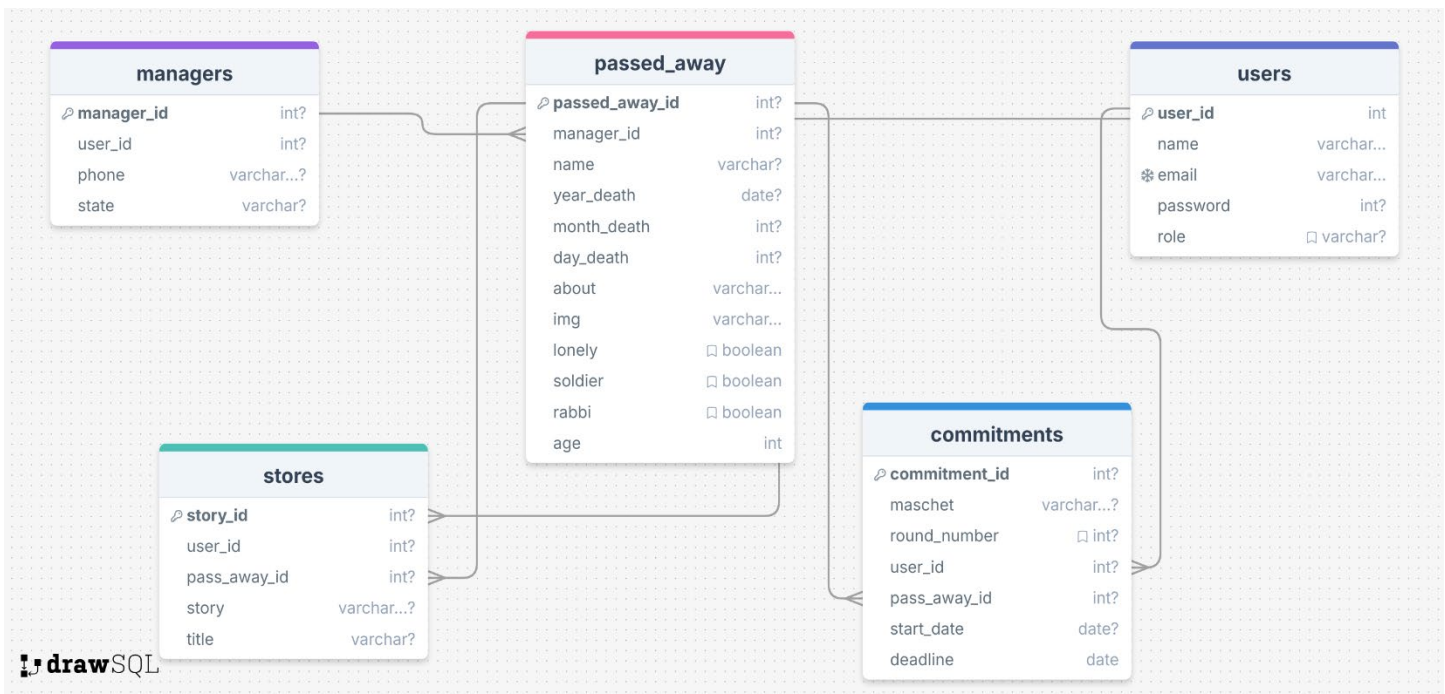 managers
manager_id int?
user_id int?
phone varchar...?
state varchar?
passed_away
passed_away_id int?
manager_id int?
name varchar?
year_death date?
month_death int?
day_death int?
about varchar...
img varchar...
lonely boolean
soldier boolean
rabbi boolean
age int
users
user_id int
name varchar...
email varchar...
password int?
role varchar?
stores
story_id int?
user_id int?
pass_away_id int?
story varchar...?
title varchar?
commitments
commitment_id int?
maschet varchar...?
round_number int?
user_id int?
pass_away_id int?
start_date date?
deadline date
drawSQL